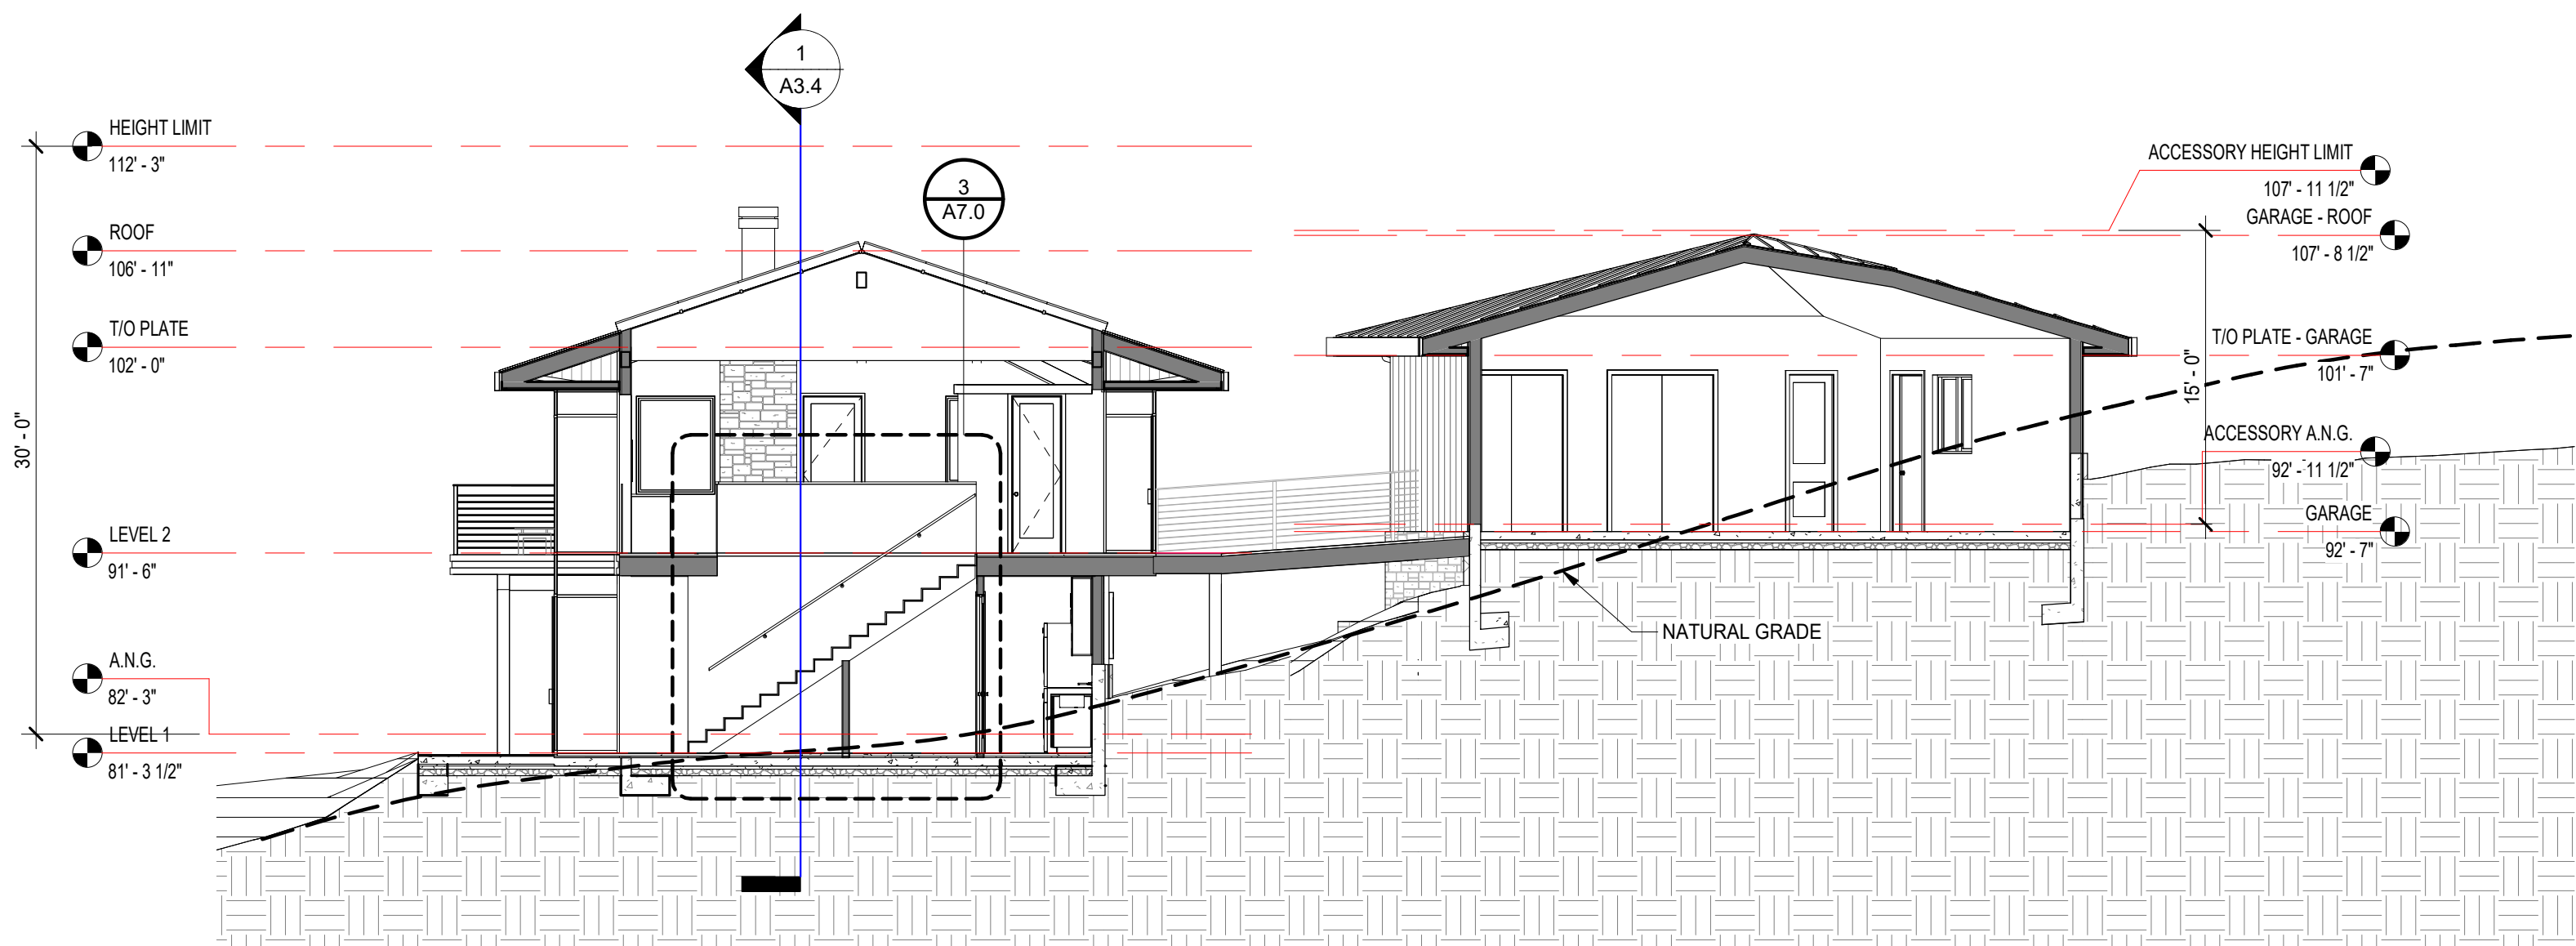 1
A3.4
3
A7.0
HEIGHT LIMIT
112' - 3"
ROOF
106' - 11"
T/O PLATE
102' - 0"
30' - 0"
LEVEL 2
91' - 6"
A.N.G.
82' - 3"
LEVEL 1
81' - 3 1/2"
ACCESSORY HEIGHT LIMIT
107' - 11 1/2"
GARAGE - ROOF
107' - 8 1/2"
T/O PLATE - GARAGE
101' - 7"
15' - 0"
ACCESSORY A.N.G.
92' - 11 1/2"
GARAGE
92' - 7"
NATURAL GRADE